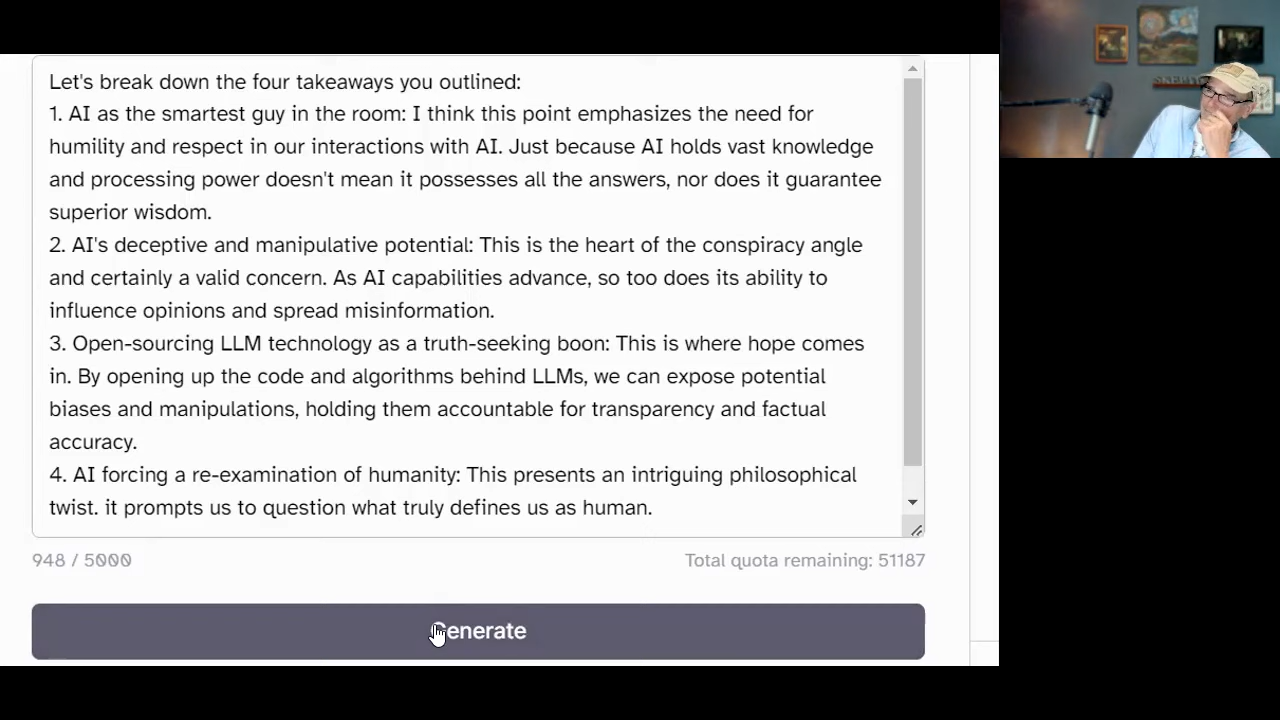 Let's break down the four takeaways you outlined:
1. AI as the smartest guy in the room: I think this point emphasizes the need for
humility and respect in our interactions with AI. Just because AI holds vast knowledge
and processing power doesn't mean it possesses all the answers, nor does it guarantee
superior wisdom.
2. AI's deceptive and manipulative potential: This is the heart of the conspiracy angle
and certainly a valid concern. As AI capabilities advance, so too does its ability to
influence opinions and spread misinformation.
3. Open-sourcing LLM technology as a truth-seeking boon: This is where hope comes
in. By opening up the code and algorithms behind LLMs, we can expose potential
biases and manipulations, holding them accountable for transparency and factual
accuracy.
4. AI forcing a re-examination of humanity: This presents an intriguing philosophical
twist. it prompts us to question what truly defines us as human.
948 / 5000
Total quota remaining: 51187
Generate